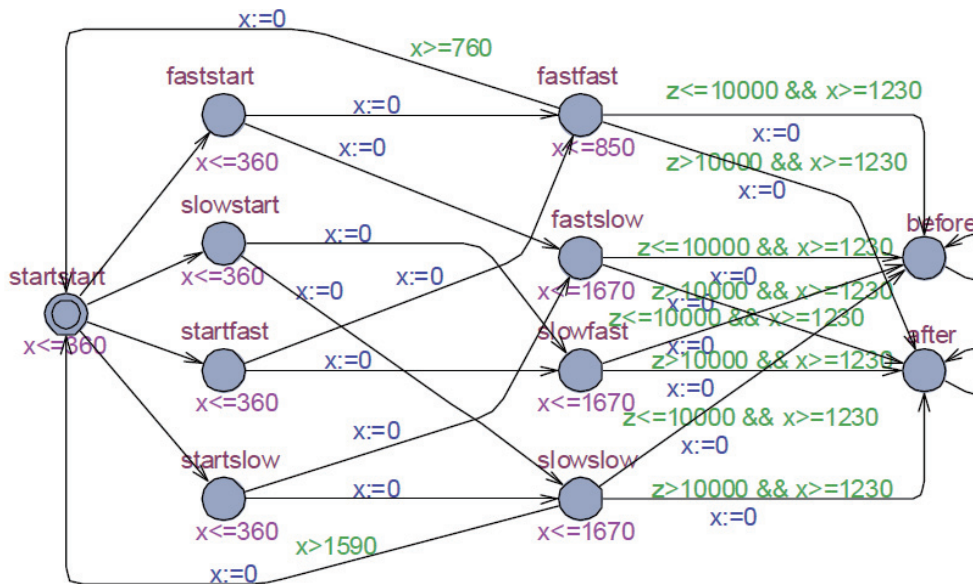 x:=0
x>=760
faststart
fastfast
z<=10000 && x>=1230
x:=0
x:=0
x<=360
x:=0
x<=850
z>10000 && x>=1230
x:=0
slowstart
fastslow
before
x:=0
z<=10000 && x>=1230
x<=360
x:=0
x:=0
x<=1670
x:=0
startstart
z>10000 && x>=1230
x:=0
z<=10000 && x>=1230
x<=360
startfast
slowfast
x:=0
after
x:=0
z>10000 && x>=1230
x<=360
x<=1670
x:=0
z<=10000 && x>=1230
x:=0
x:=0
startslow
slowslow
x:=0
z>10000 && x>=1230
x<=360
x<=1670
x:=0
x>1590
x:=0